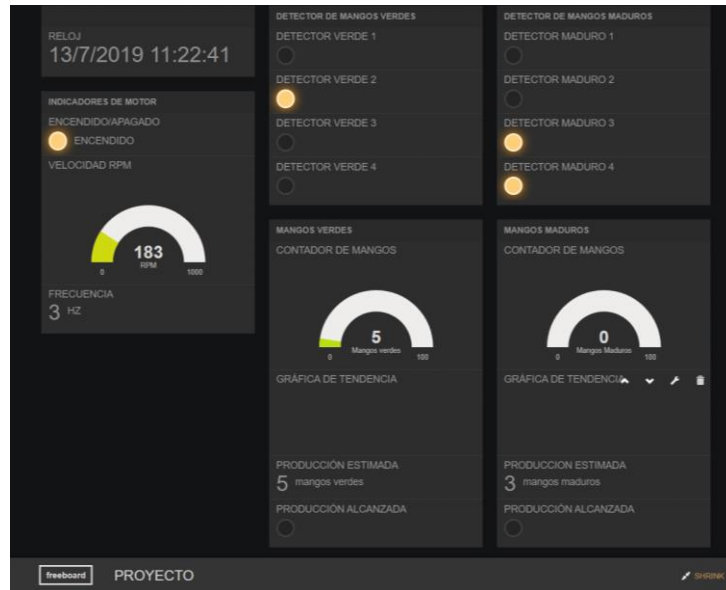 RELOJ
13/7/2019 11:22:41
INDICADORES DE MOTOR
ENCENDIDO/APAGADO
ENCENDIDO
VELOCIDAD RPM
183
RPM
0 1000
FRECUENCIA
3 HZ
DETECTOR DE MANGOS VERDES
DETECTOR VERDE 1
DETECTOR VERDE 2
DETECTOR VERDE 3
DETECTOR VERDE 4
MANGOS VERDES
CONTADOR DE MANGOS
5
Mangos verdes
0 100
GRÁFICA DE TENDENCIA
PRODUCCIÓN ESTIMADA
5 mangos verdes
PRODUCCIÓN ALCANZADA
DETECTOR DE MANGOS MADUROS
DETECTOR MADURO 1
DETECTOR MADURO 2
DETECTOR MADURO 3
DETECTOR MADURO 4
MANGOS MADUROS
CONTADOR DE MANGOS
0
Mangos Maduros
0 100
GRÁFICA DE TENDENCIA
PRODUCCION ESTIMADA
3 mangos maduros
PRODUCCIÓN ALCANZADA
freeboard PROYECTO
SHRINK